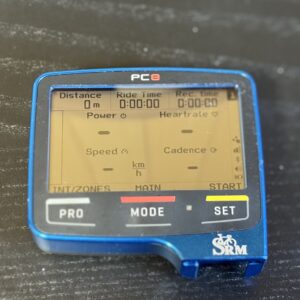 PC8
Distance Ride Time Rec. time
0 m 0:00:00 0:00:00
Power Heartrate
- -
Speed Cadence
- km/h -
INT/ZONES MAIN START
PRO MODE SET
SRM